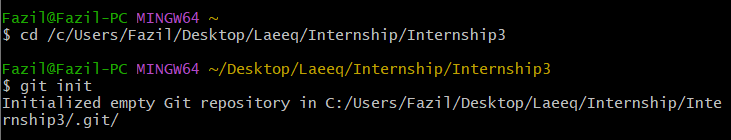 Fazil@Fazil-PC MINGW64 ~
$ cd /c/Users/Fazil/Desktop/Laeeq/Internship/Internship3
Fazil@Fazil-PC MINGW64 ~/Desktop/Laeeq/Internship/Internship3
$ git init
Initialized empty Git repository in C:/Users/Fazil/Desktop/Laeeq/Internship/Inte
rnship3/.git/